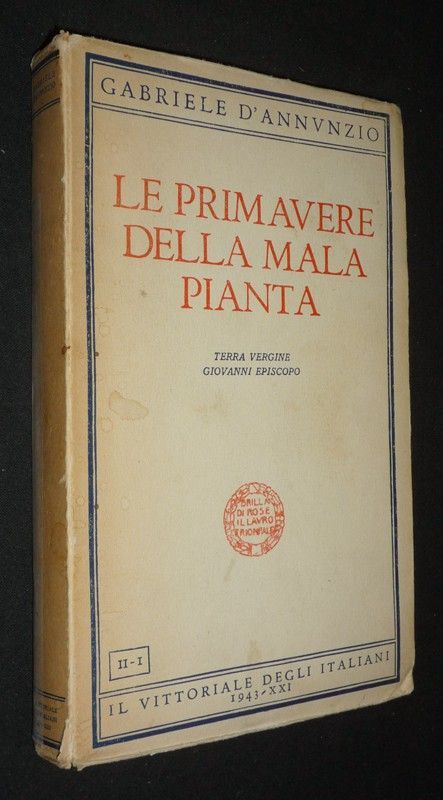 GABRIELE D'ANNVNZIO
LE PRIMAVERE
DELLA MALA
PIANTA
TERRA VERGINE
GIOVANNI EPISCOPO
BRILLA
DI ROSE
IL LAVRO
TRIONFALE
II-I
IL VITTORIALE DEGLI ITALIANI
1943-XXI